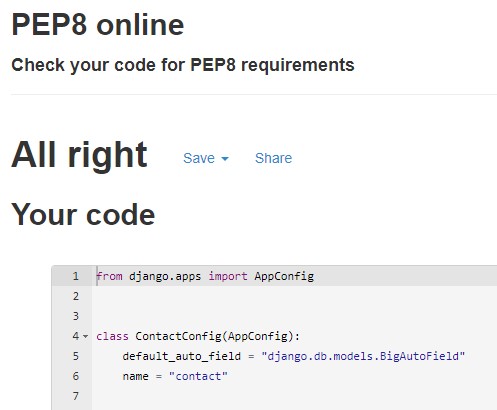 PEP8 online
Check your code for PEP8 requirements
All right Save Share
Your code
1 from django.apps import AppConfig
2
3
4 class ContactConfig(AppConfig):
5     default_auto_field = "django.db.models.BigAutoField"
6     name = "contact"
7